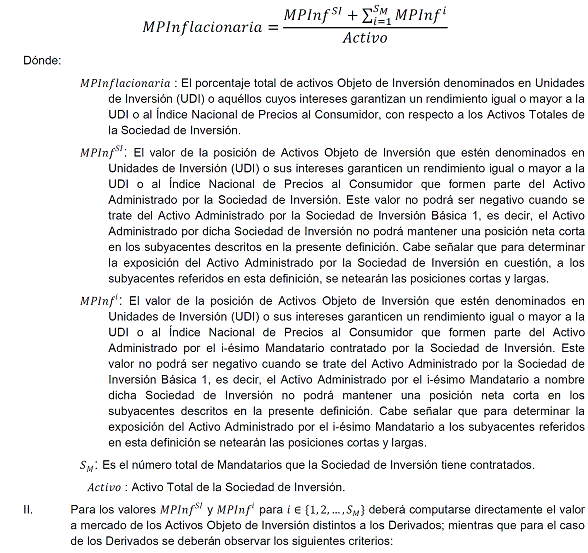 MPInflacionaria = (MPInf^{SI} + ∑_{i=1}^{S_M} MPInf^i) / Activo
Dónde:
MPInflacionaria : El porcentaje total de activos Objeto de Inversión denominados en Unidades
de Inversión (UDI) o aquéllos cuyos intereses garantizan un rendimiento igual o mayor a la
UDI o al Índice Nacional de Precios al Consumidor, con respecto a los Activos Totales de
la Sociedad de Inversión.
MPInf^{SI}: El valor de la posición de Activos Objeto de Inversión que estén denominados en
Unidades de Inversión (UDI) o sus intereses garanticen un rendimiento igual o mayor a la
UDI o al Índice Nacional de Precios al Consumidor que formen parte del Activo
Administrado por la Sociedad de Inversión. Este valor no podrá ser negativo cuando se
trate del Activo Administrado por la Sociedad de Inversión Básica 1, es decir, el Activo
Administrado por dicha Sociedad de Inversión no podrá mantener una posición neta corta
en los subyacentes descritos en la presente definición. Cabe señalar que para determinar
la exposición del Activo Administrado por la Sociedad de Inversión en cuestión, a los
subyacentes referidos en esta definición, se netearán las posiciones cortas y largas.
MPInf^i: El valor de la posición de Activos Objeto de Inversión que estén denominados en
Unidades de Inversión (UDI) o sus intereses garanticen un rendimiento igual o mayor a la
UDI o al Índice Nacional de Precios al Consumidor que formen parte del Activo
Administrado por el i-ésimo Mandatario contratado por la Sociedad de Inversión. Este
valor no podrá ser negativo cuando se trate del Activo Administrado por la Sociedad de
Inversión Básica 1, es decir, el Activo Administrado por el i-ésimo Mandatario a nombre
dicha Sociedad de Inversión no podrá mantener una posición neta corta en los
subyacentes descritos en la presente definición. Cabe señalar que para determinar la
exposición del Activo Administrado por el i-ésimo Mandatario a los subyacentes referidos
en esta definición se netearán las posiciones cortas y largas.
S_M: Es el número total de Mandatarios que la Sociedad de Inversión tiene contratados.
Activo : Activo Total de la Sociedad de Inversión.
II. Para los valores MPInf^{SI} y MPInf^i para i ∈ {1,2, ..., S_M} deberá computarse directamente el valor
a mercado de los Activos Objeto de Inversión distintos a los Derivados; mientras que para el caso
de los Derivados se deberán observar los siguientes criterios: